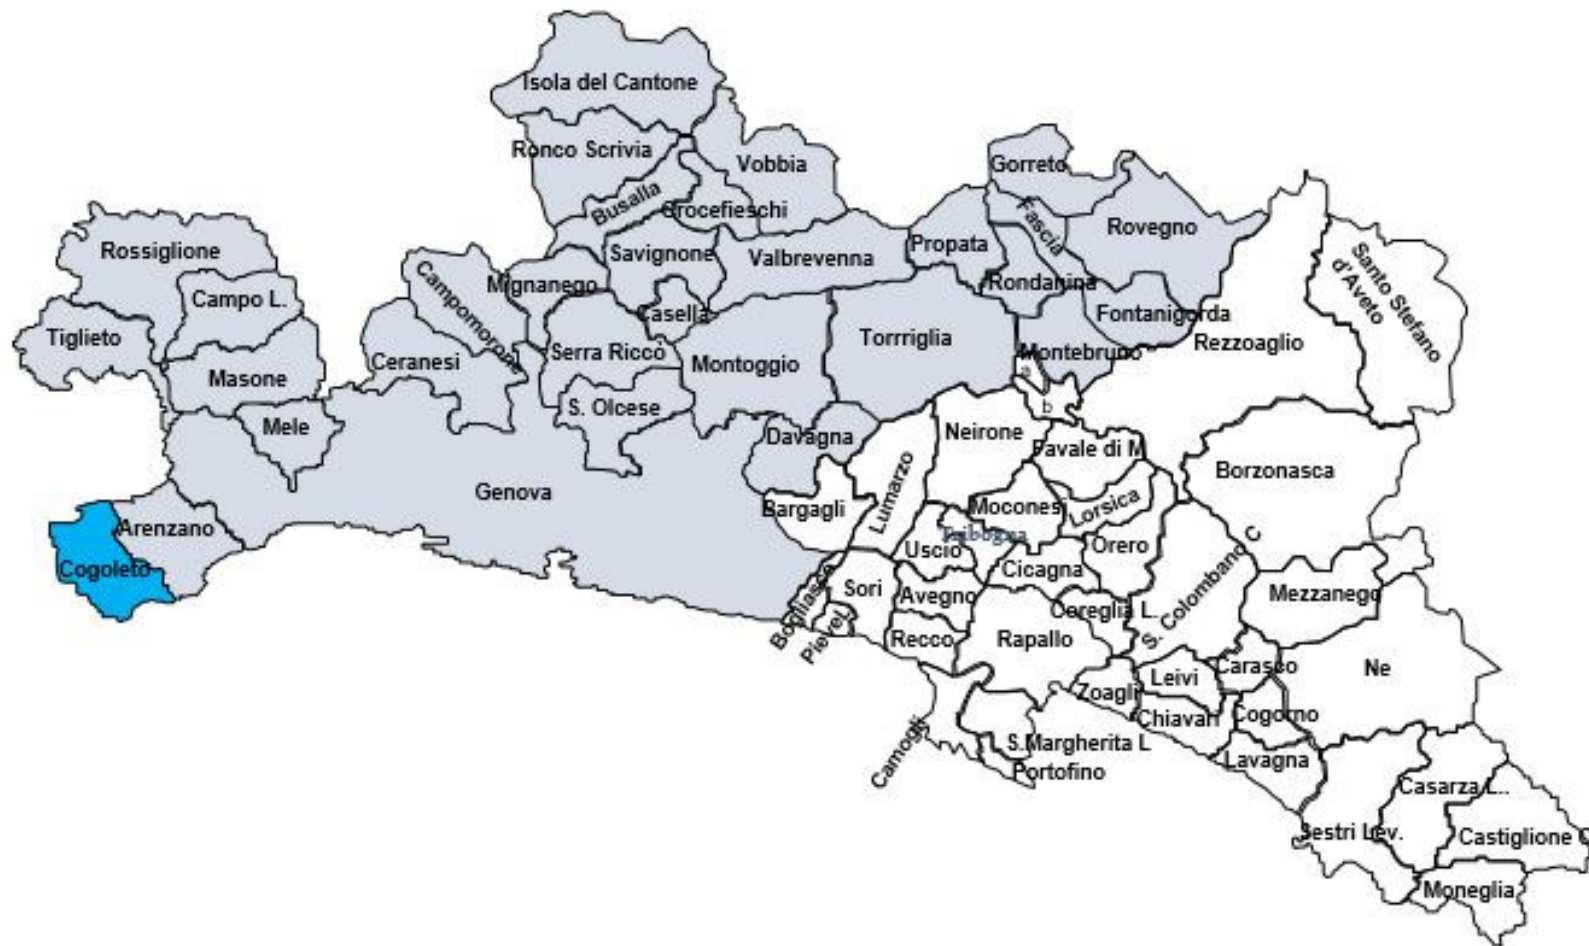 Isola del Cantone
Ronco Scrivia
Vobbia
Gorreto
Busalla
Crocefieschi
Fascia
Rovegno
Rossiglione
Savignone
Valbrevenna
Propata
Santo Stefano
d'Aveto
Campo L.
Mignanego
Campomorone
Casella
Rondanina
Fontanigorda
Tiglieto
Masone
Ceranesi
Serra Riccò
Montoggio
Torrriglia
Montebruno
Rezzoaglio
a
b
Mele
S. Olcese
Davagna
Neirone
Favale di M
Borzonasca
Genova
Bargagli
Lumarzo
Moconesi
Lorsica
Arenzano
Tribogna
Uscio
Orero
S. Colombano C
Cogoleto
Cicagna
Bogliasco
Sori
Avegno
Mezzanego
Coreglia L.
PieveL
Recco
Rapallo
Carasco
Ne
Zoagli
Leivi
Chiavari
Cogorno
Camogli
S.Margherita L
Portofino
Lavagna
Casarza L..
Sestri Lev.
Castiglione C
Moneglia